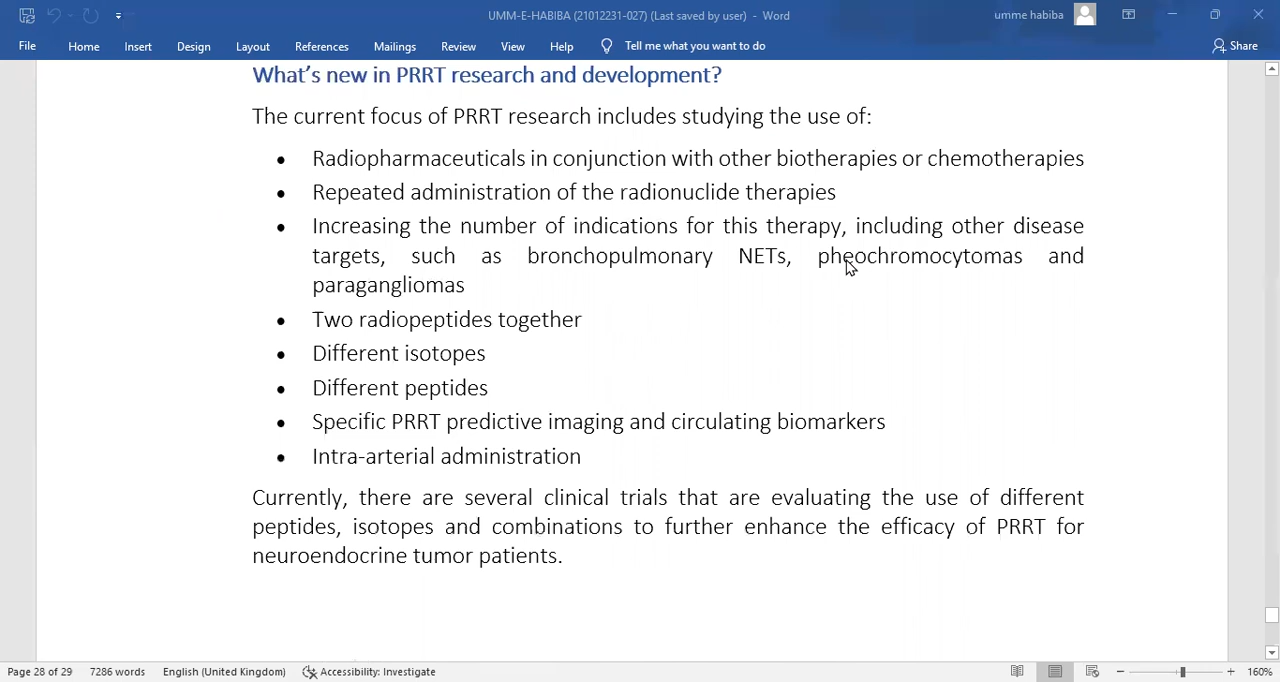 UMM-E-HABIBA (21012231-027) (Last saved by user) - Word
umme habiba
File Home Insert Design Layout References Mailings Review View Help Tell me what you want to do Share
What's new in PRRT research and development?
The current focus of PRRT research includes studying the use of:
• Radiopharmaceuticals in conjunction with other biotherapies or chemotherapies
• Repeated administration of the radionuclide therapies
• Increasing the number of indications for this therapy, including other disease
targets, such as bronchopulmonary NETs, pheochromocytomas and
paragangliomas
• Two radiopeptides together
• Different isotopes
• Different peptides
• Specific PRRT predictive imaging and circulating biomarkers
• Intra-arterial administration
Currently, there are several clinical trials that are evaluating the use of different
peptides, isotopes and combinations to further enhance the efficacy of PRRT for
neuroendocrine tumor patients.
Page 28 of 29 7286 words English (United Kingdom) Accessibility: Investigate 160%